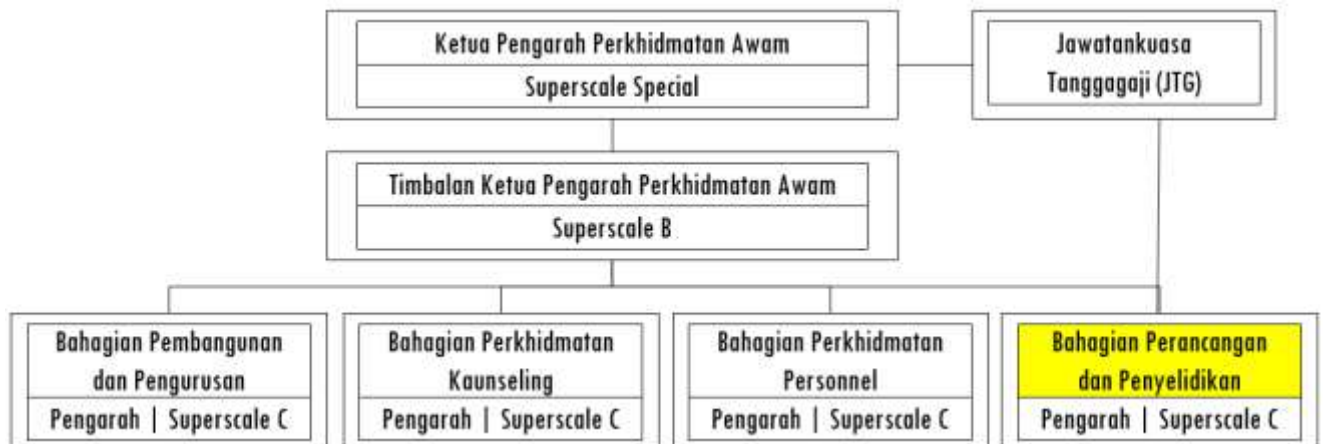 Ketua Pengarah Perkhidmatan Awam
Superscale Special
Jawatankuasa
Tanggagaji (JTG)
Timbalan Ketua Pengarah Perkhidmatan Awam
Superscale B
Bahagian Pembangunan
dan Pengurusan
Pengarah | Superscale C
Bahagian Perkhidmatan
Kaunseling
Pengarah | Superscale C
Bahagian Perkhidmatan
Personnel
Pengarah | Superscale C
Bahagian Perancangan
dan Penyelidikan
Pengarah | Superscale C